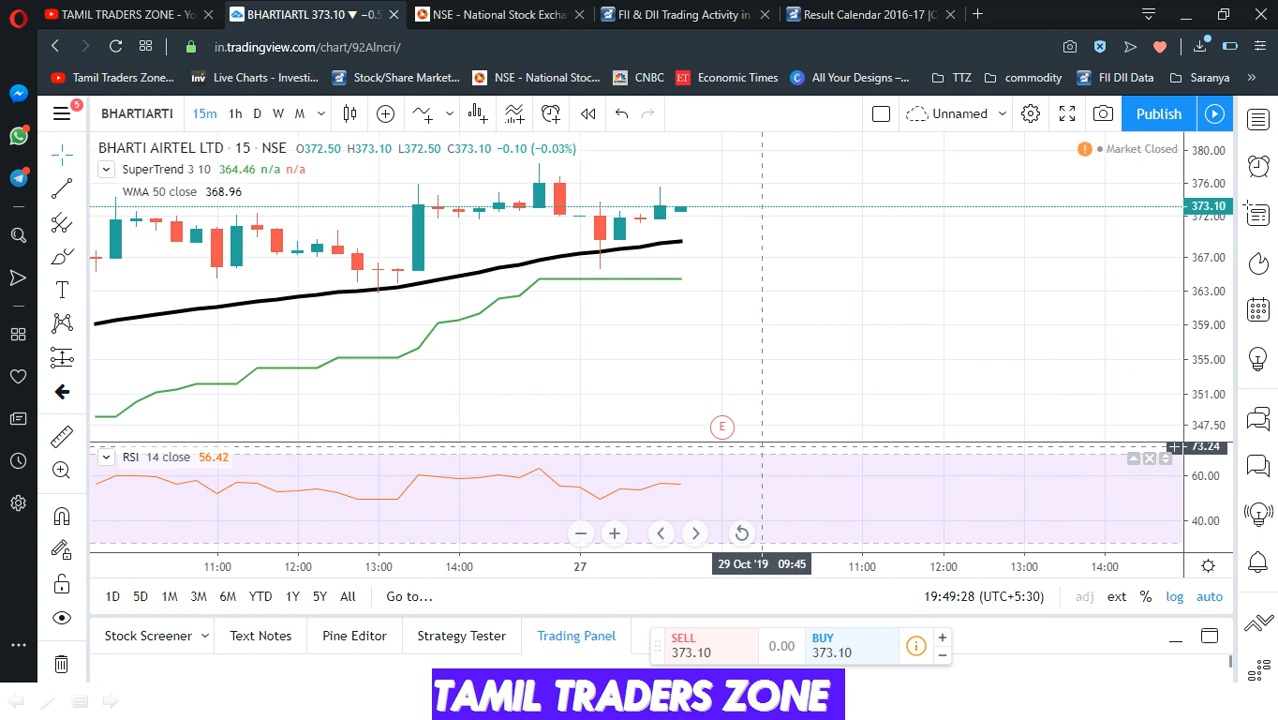 TAMIL TRADERS ZONE - Yo
BHARTIARTL 373.10 ▼ −0.5
NSE - National Stock Excha
FII & DII Trading Activity in
Result Calendar 2016-17 |
in.tradingview.com/chart/92Alncri/
Tamil Traders Zone...
inv Live Charts - Investi...
Stock/Share Market...
NSE - National Stoc...
CNBC
ET Economic Times
C All Your Designs –...
TTZ
commodity
FII DII Data
Saranya
»
5
BHARTIARTI
15m 1h D W M
Unnamed
Publish
BHARTI AIRTEL LTD · 15 · NSE O372.50 H373.10 L372.50 C373.10 -0.10 (-0.03%)
! Market Closed
SuperTrend 3 10 364.46 n/a n/a
WMA 50 close 368.96
380.00
376.00
373.10
372.00
367.00
363.00
359.00
355.00
351.00
347.50
E
73.24
RSI 14 close 56.42
60.00
40.00
11:00 12:00 13:00 14:00 27 29 Oct '19 09:45 11:00 12:00 13:00 14:00
1D 5D 1M 3M 6M YTD 1Y 5Y All Go to...
19:49:28 (UTC+5:30) adj ext % log auto
Stock Screener Text Notes Pine Editor Strategy Tester Trading Panel
SELL
373.10
0.00
BUY
373.10
TAMIL TRADERS ZONE